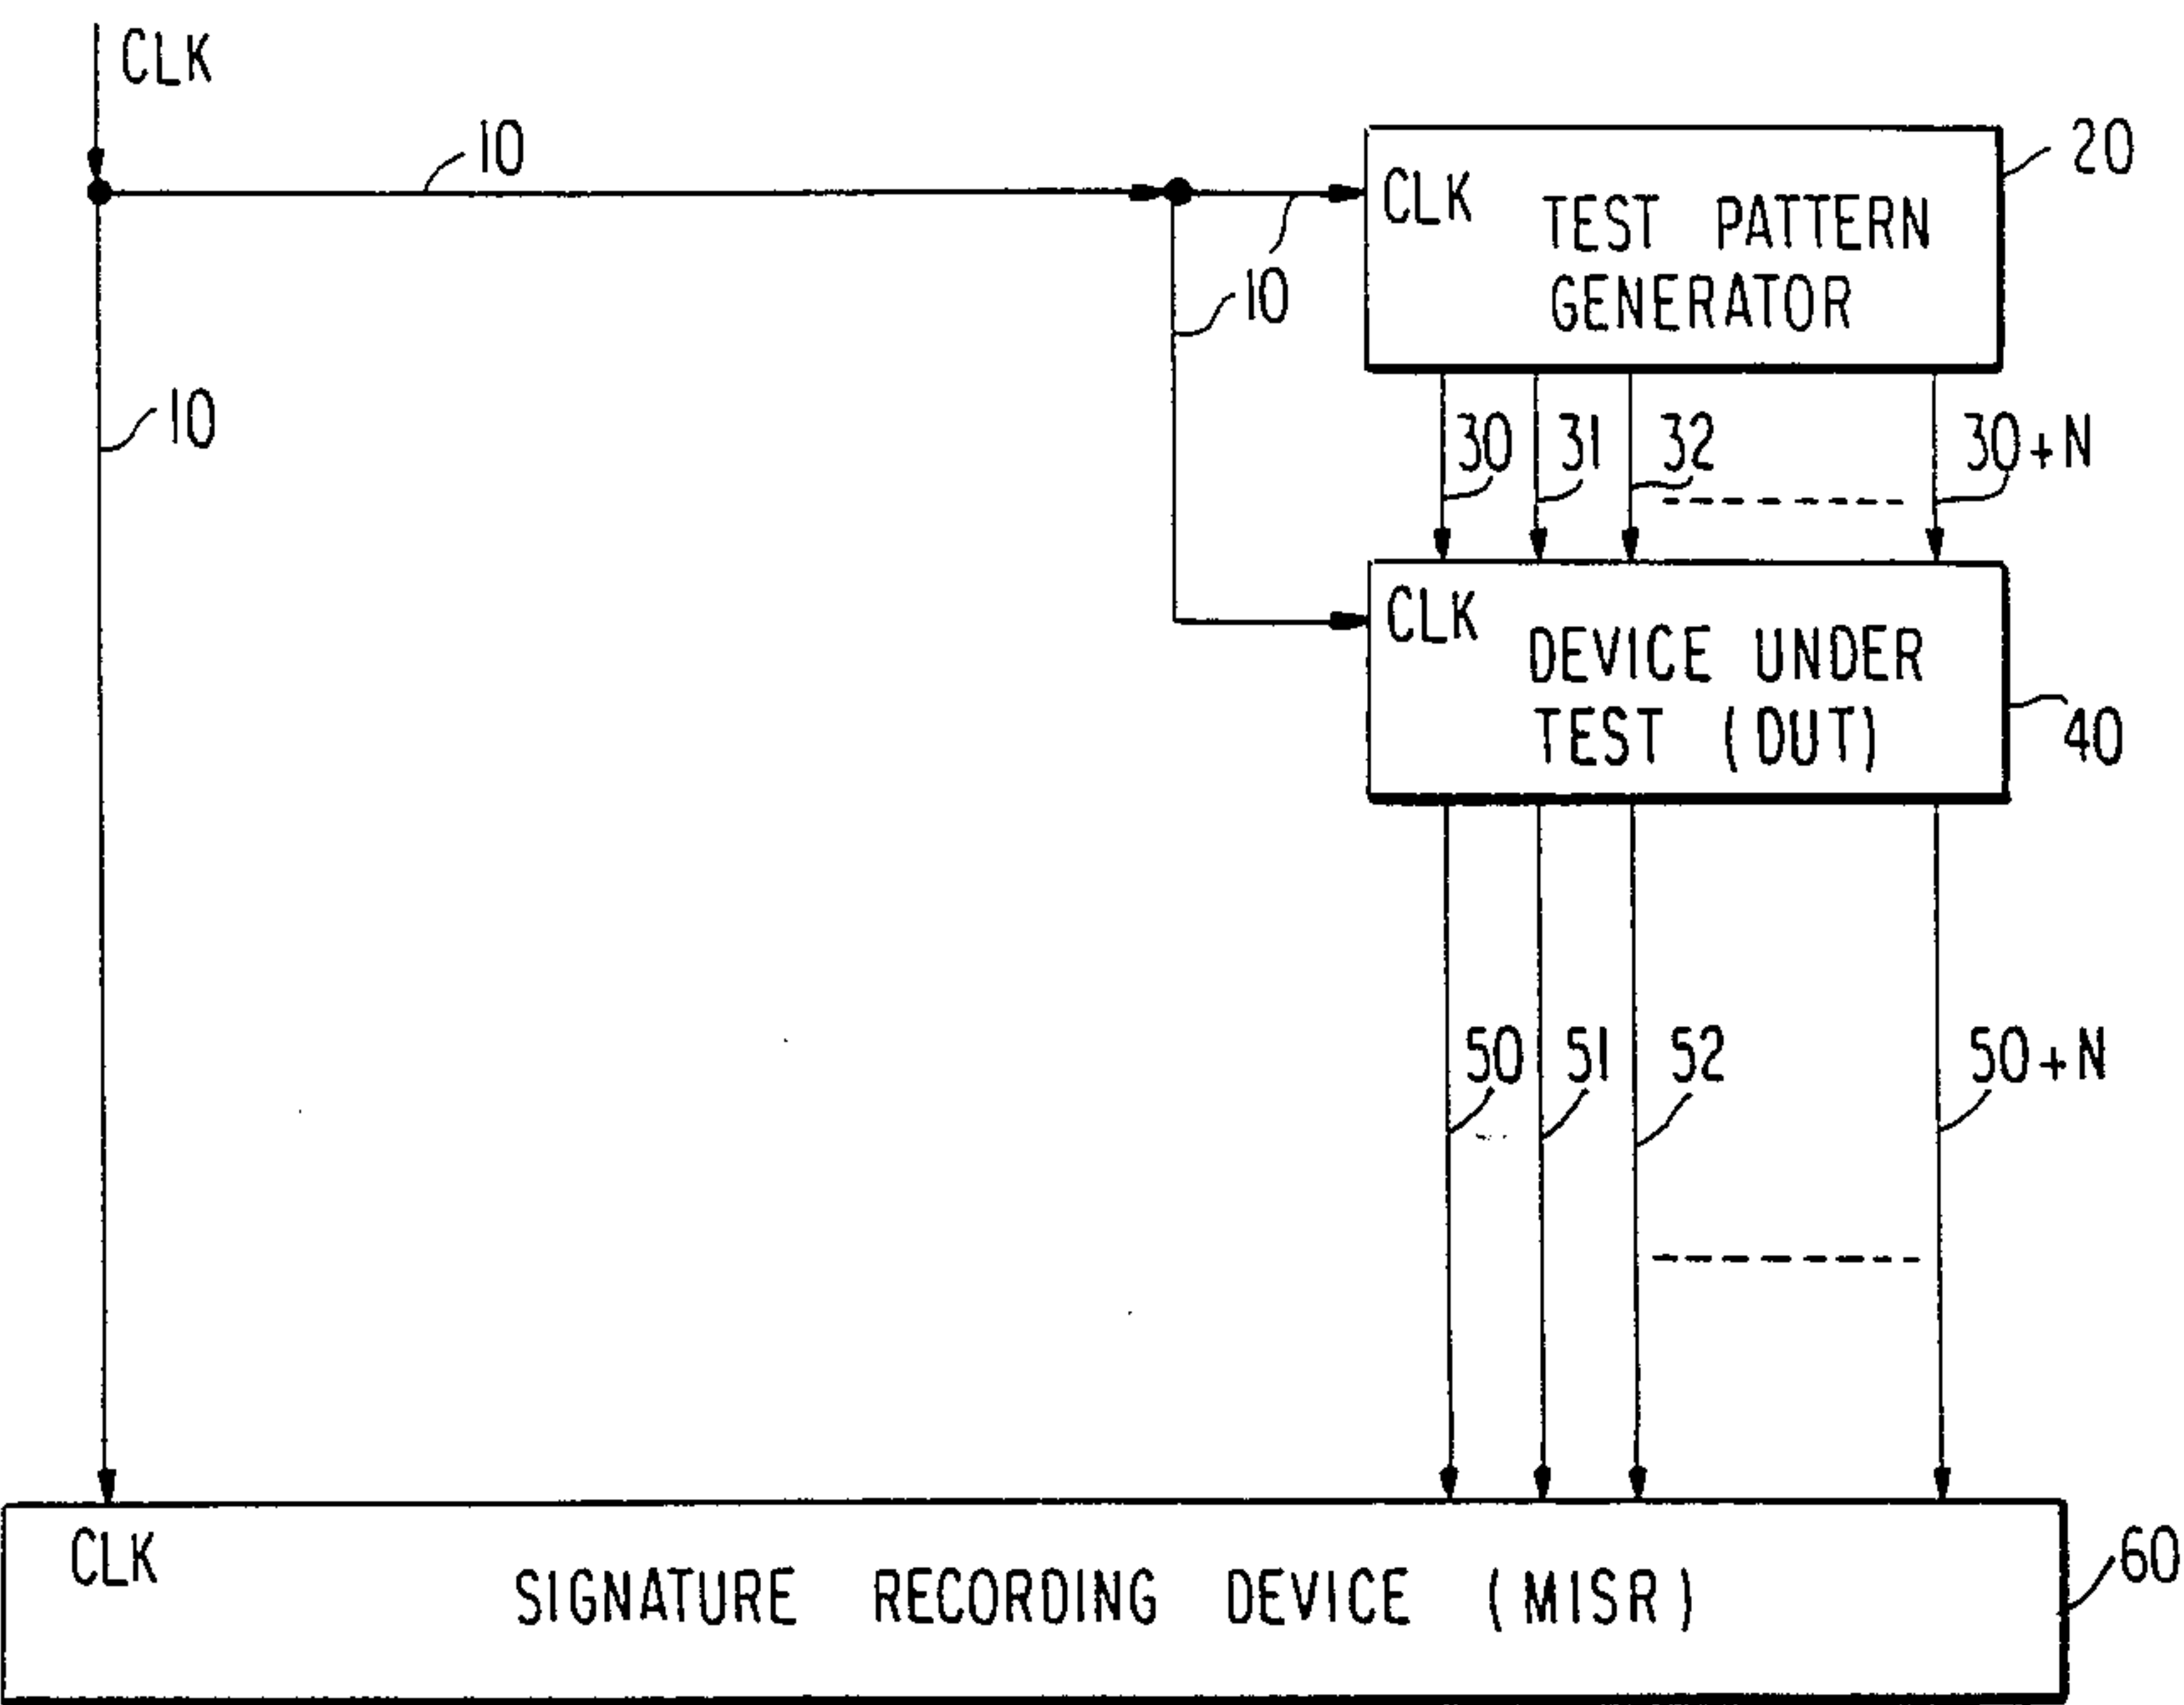 CLK
10
20
CLK
TEST PATTERN
GENERATOR
10
10
30
31
32
30+N
CLK
DEVICE UNDER
TEST (DUT)
40
50
51
52
50+N
CLK
SIGNATURE RECORDING DEVICE (MISR)
60